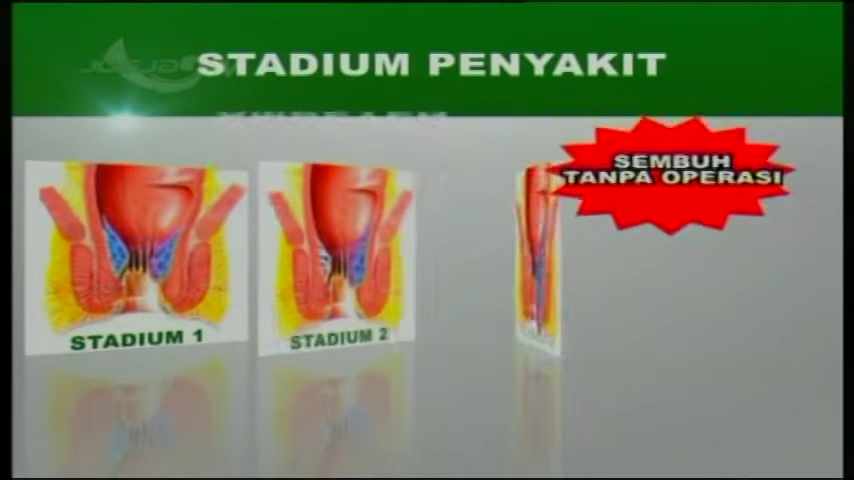 STADIUM PENYAKIT
SEMBUH
TANPA OPERASI
STADIUM 1
STADIUM 2